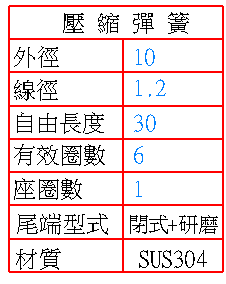 壓縮彈簧
外徑 10
線徑 1.2
自由長度 30
有效圈數 6
座圈數 1
尾端型式 閉式+研磨
材質 SUS304